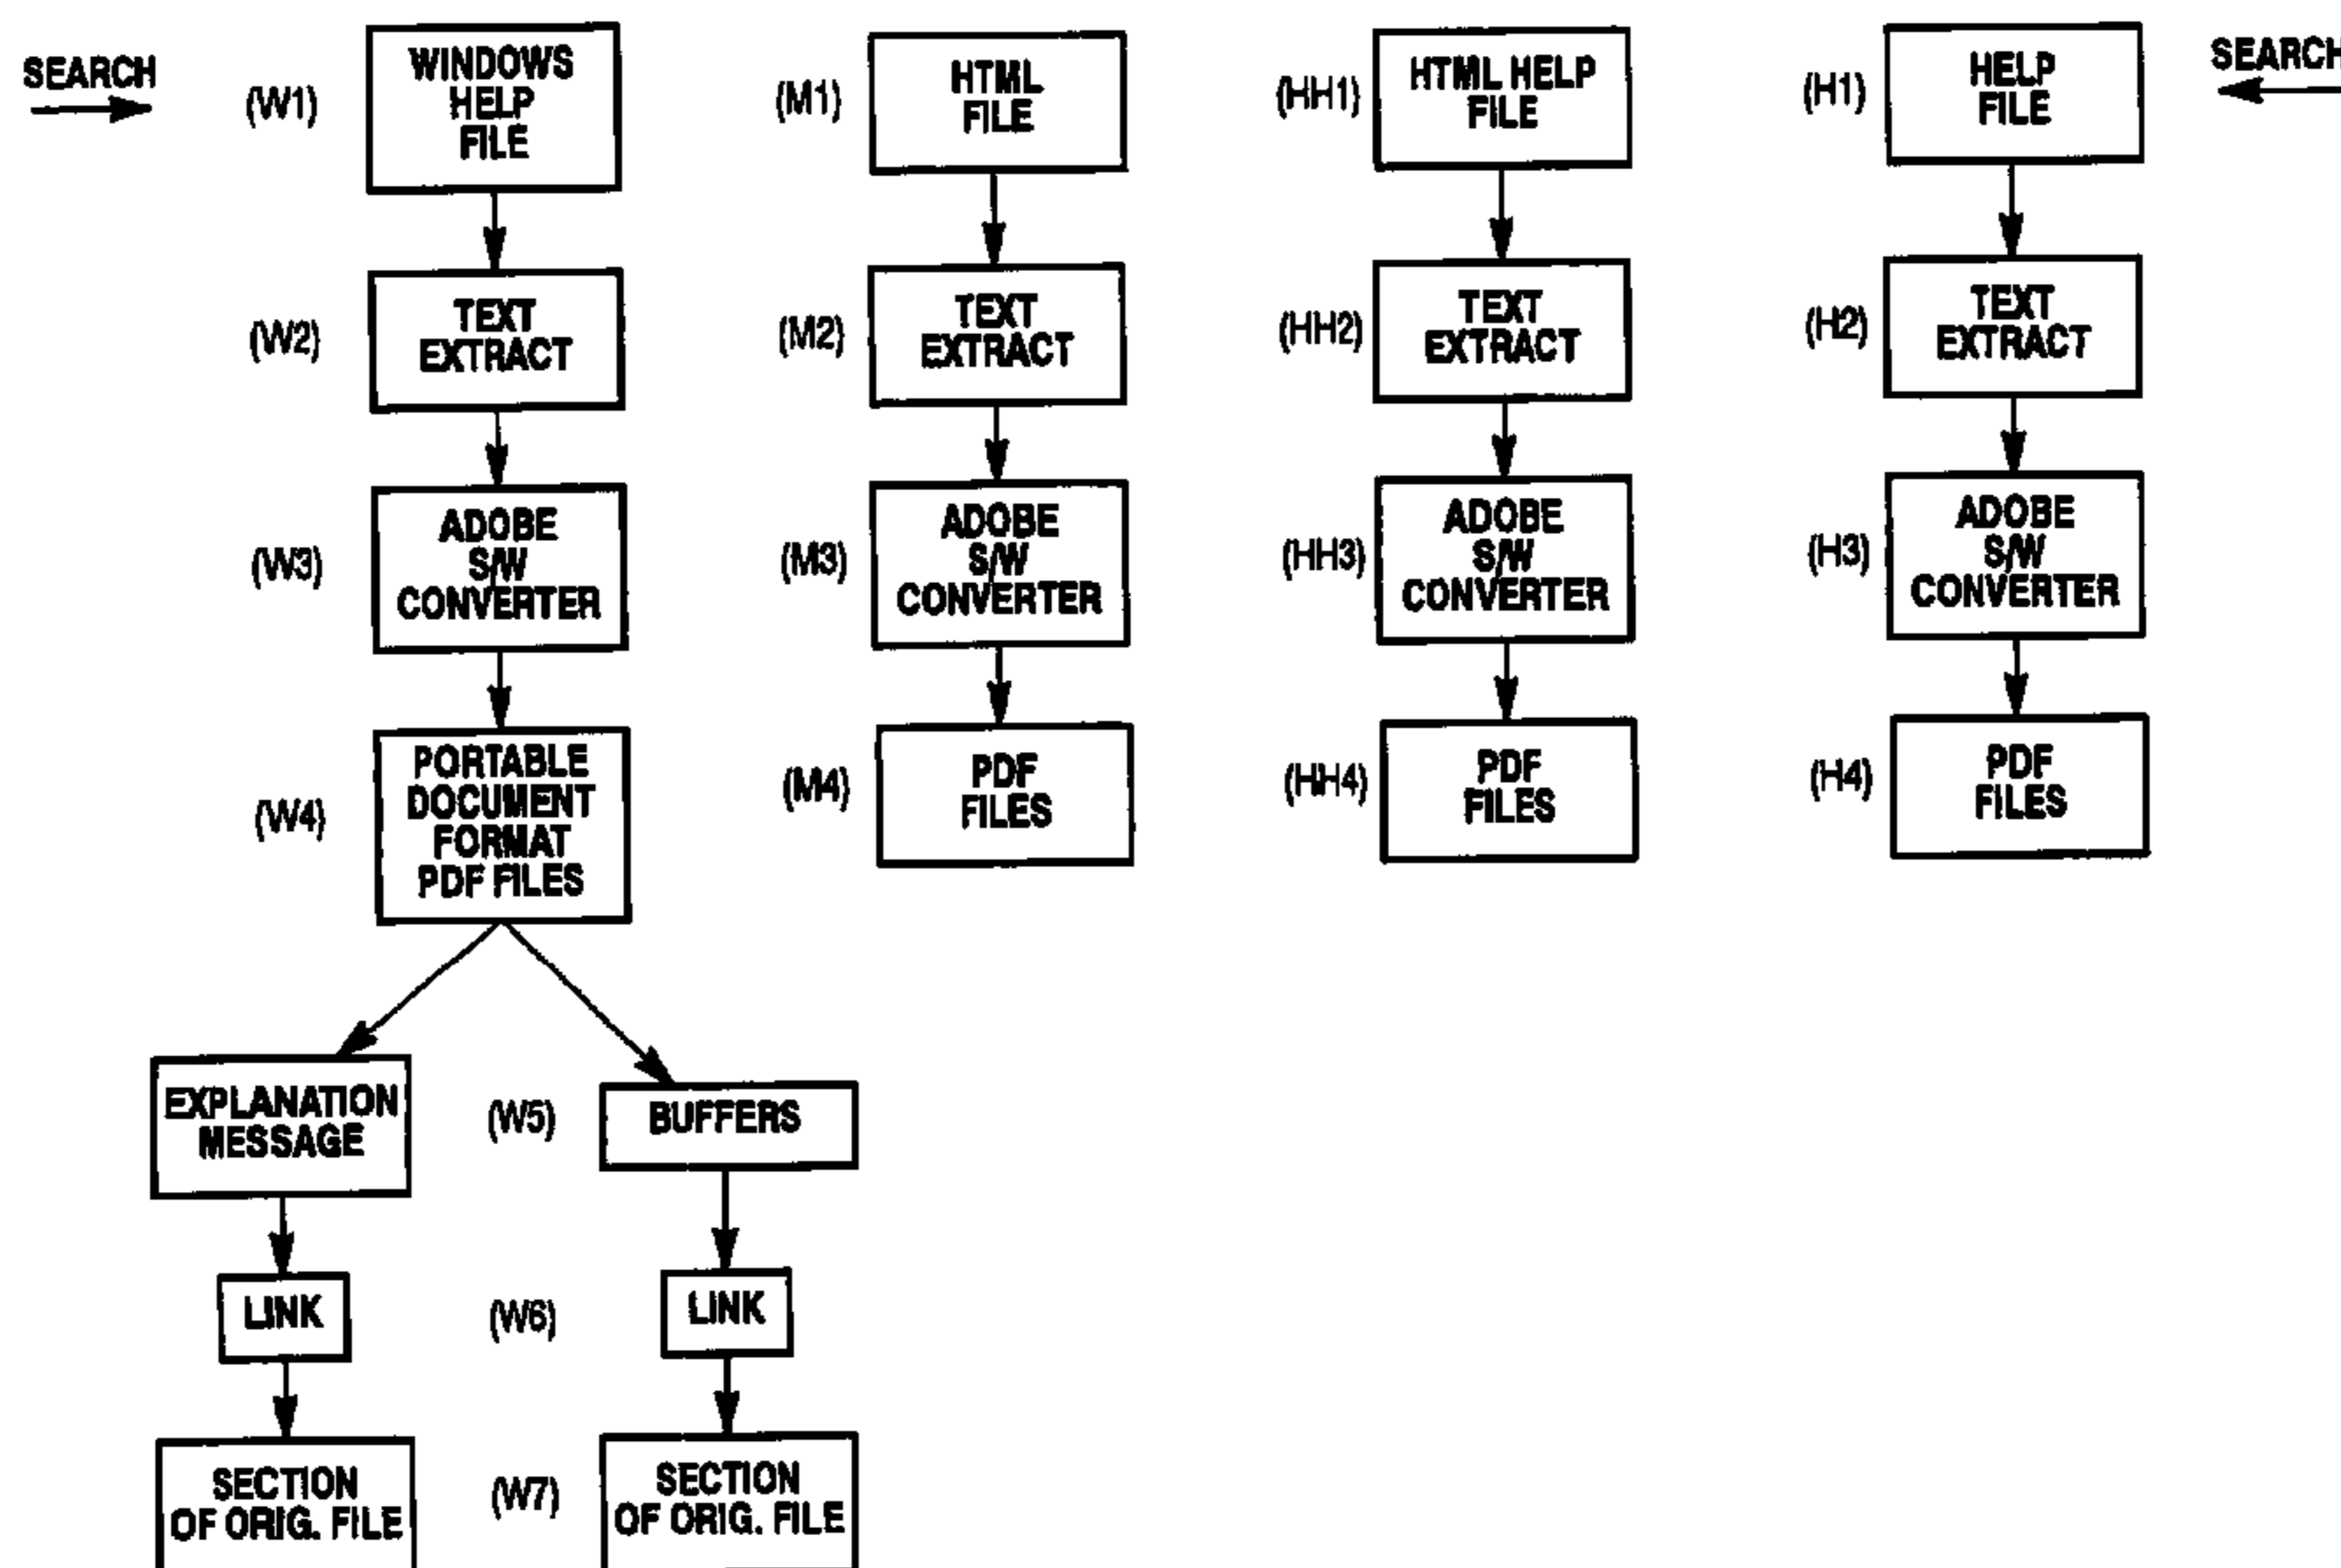 SEARCH
(W1)
WINDOWS
HELP
FILE
(M1)
HTML
FILE
(HH1)
HTML HELP
FILE
(H1)
HELP
FILE
SEARCH
(W2)
TEXT
EXTRACT
(M2)
TEXT
EXTRACT
(HH2)
TEXT
EXTRACT
(H2)
TEXT
EXTRACT
(W3)
ADOBE
S/W
CONVERTER
(M3)
ADOBE
S/W
CONVERTER
(HH3)
ADOBE
S/W
CONVERTER
(H3)
ADOBE
S/W
CONVERTER
(W4)
PORTABLE
DOCUMENT
FORMAT
PDF FILES
(M4)
PDF
FILES
(HH4)
PDF
FILES
(H4)
PDF
FILES
EXPLANATION
MESSAGE
(W5)
BUFFERS
LINK
(W6)
LINK
SECTION
OF ORIG. FILE
(W7)
SECTION
OF ORIG. FILE